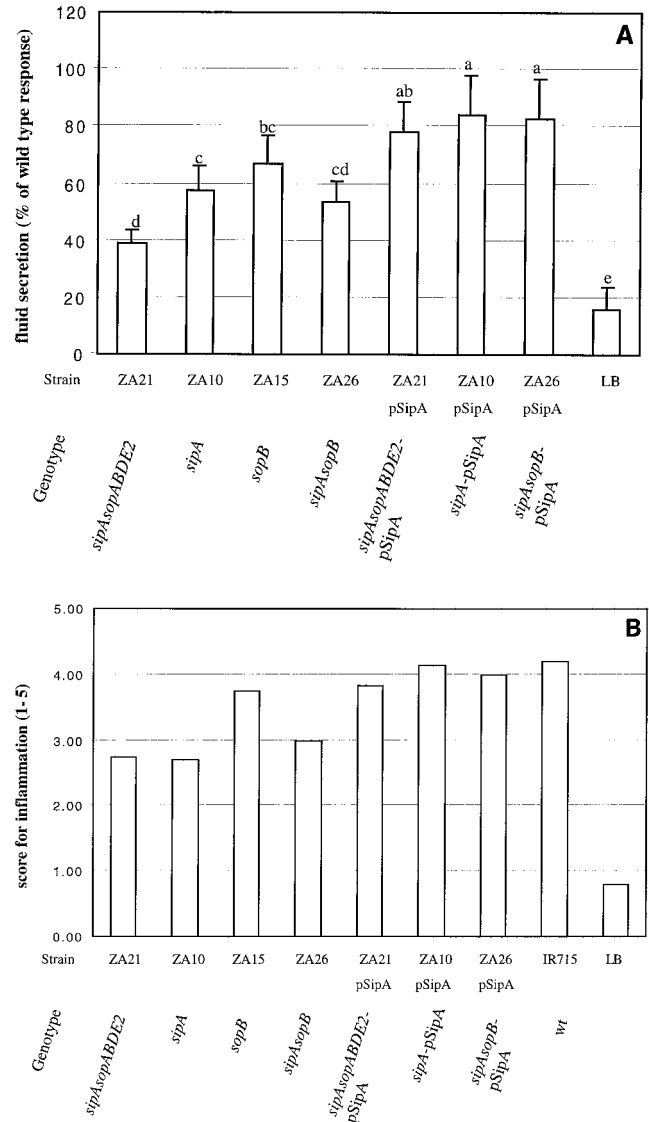 A
fluid secretion (% of wild type response)
120
100
80
60
40
20
0
d
c
bc
cd
ab
a
a
e
Strain ZA21 ZA10 ZA15 ZA26 ZA21 ZA10 ZA26 LB
pSipA pSipA pSipA
Genotype
sipAsopABDE2
sipA
sopB
sipAsopB
sipAsopABDE2-
pSipA
sipA-pSipA
sipAsopB-
pSipA
B
score for inflammation (1-5)
5.00
4.00
3.00
2.00
1.00
0.00
Strain ZA21 ZA10 ZA15 ZA26 ZA21 ZA10 ZA26 IR715 LB
pSipA pSipA pSipA
Genotype
sipAsopABDE2
sipA
sopB
sipAsopB
sipAsopABDE2-
pSipA
sipA-pSipA
sipAsopB-
pSipA
wt